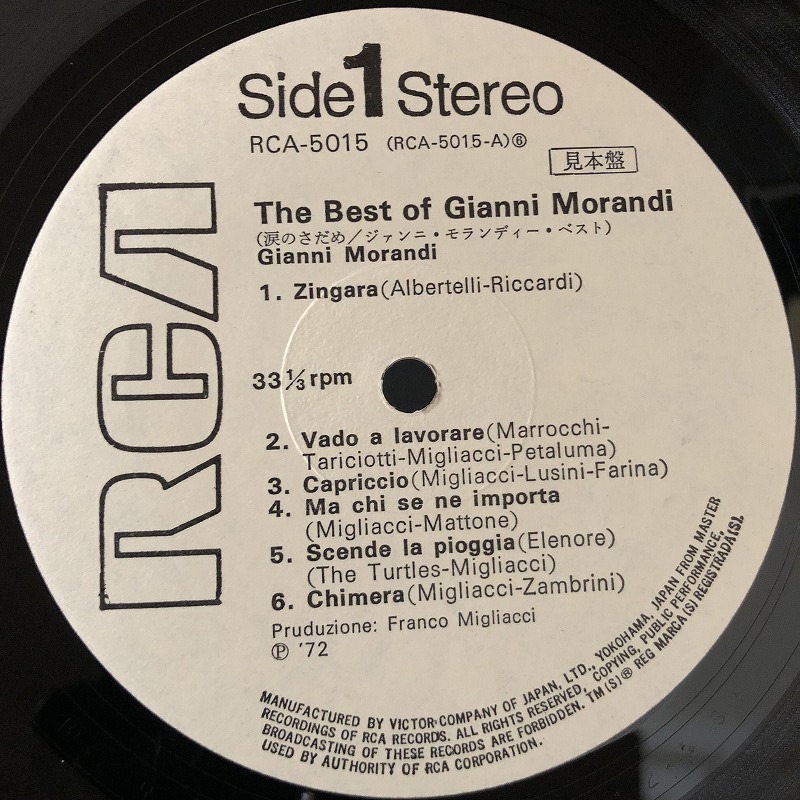 Side 1 Stereo
RCA-5015 (RCA-5015-A)⑥
見本盤
RCA
The Best of Gianni Morandi
(涙のさだめ/ジァンニ・モランディー・ベスト)
Gianni Morandi
1. Zingara(Albertelli-Riccardi)
33⅓rpm
2. Vado a lavorare(Marrocchi-
Tariciotti-Migliacci-Petaluma)
3. Capriccio(Migliacci-Lusini-Farina)
4. Ma chi se ne importa
(Migliacci-Mattone)
5. Scende la pioggia(Elenore)
(The Turtles-Migliacci)
6. Chimera(Migliacci-Zambrini)
Pruduzione: Franco Migliacci
℗ '72
MANUFACTURED BY VICTOR COMPANY OF JAPAN, LTD., YOKOHAMA, JAPAN FROM MASTER
RECORDINGS OF RCA RECORDS. ALL RIGHTS RESERVED, COPYING, PUBLIC PERFORMANCE,
BROADCASTING OF THESE RECORDS ARE FORBIDDEN. TM(S)® REG MARCA(S) REGISTRADA(S).
USED BY AUTHORITY OF RCA CORPORATION.